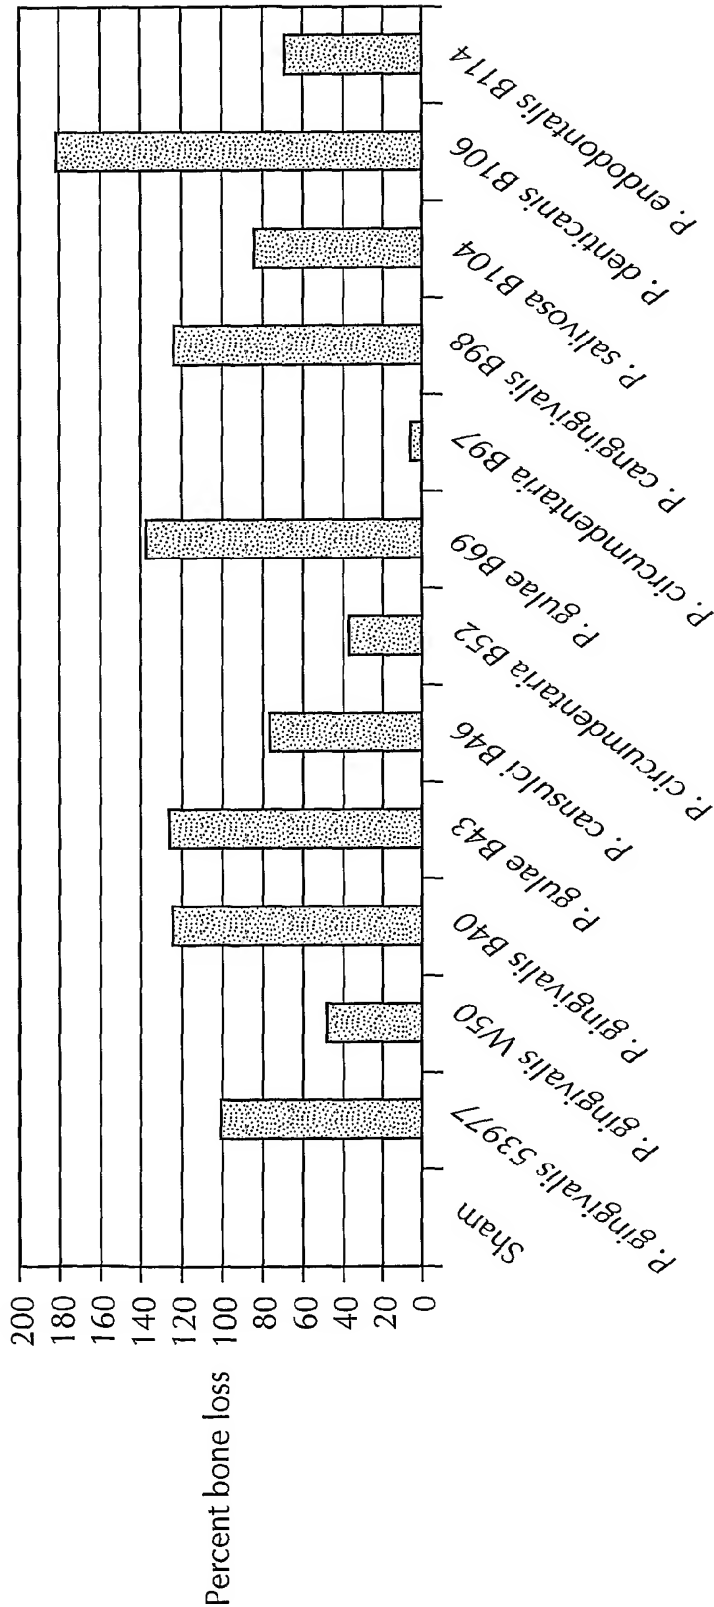 Percent bone loss
200
180
160
140
120
100
80
60
40
20
0
Sham
P. gingivalis 53977
P. gingivalis W50
P. gingivalis B40
P. gulae B43
P. cansulci B46
P. circumdentaria B52
P. gulae B69
P. circumdentaria B97
P. cangingivalis B98
P. salivosa B104
P. denticanis B106
P. endodontalis B114